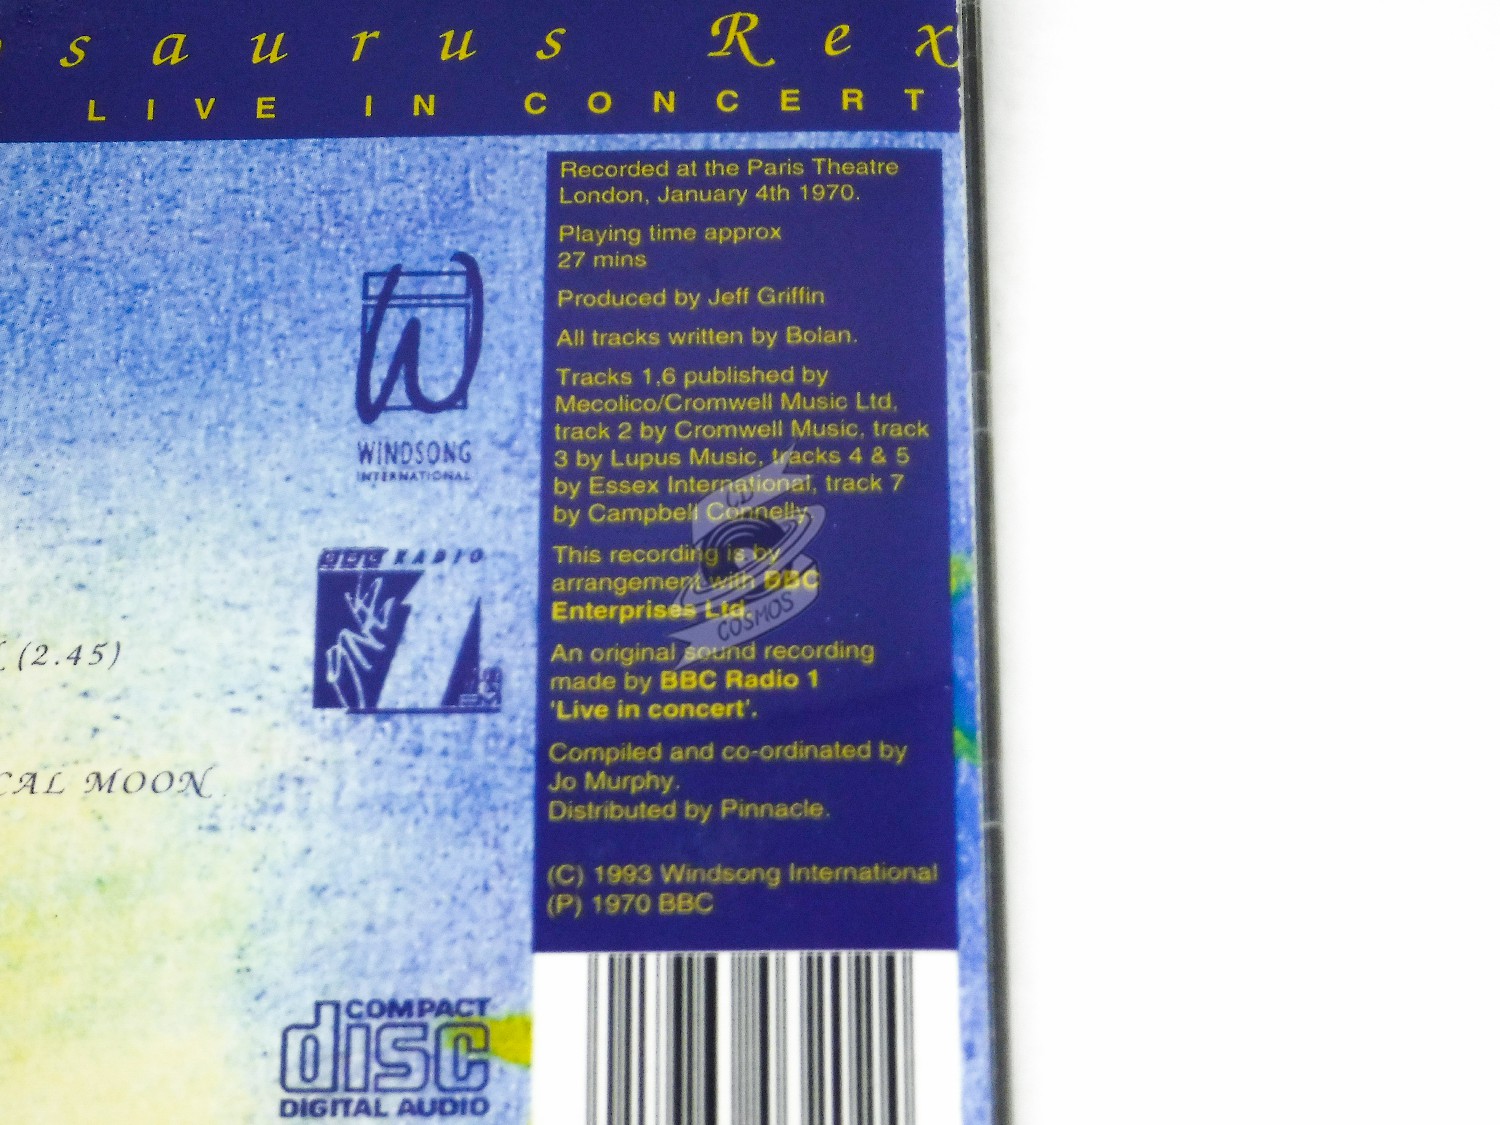 saurus Rex
LIVE IN CONCERT
Recorded at the Paris Theatre
London, January 4th 1970.
Playing time approx
27 mins
Produced by Jeff Griffin
All tracks written by Bolan.
Tracks 1,6 published by
Mecolico/Cromwell Music Ltd,
track 2 by Cromwell Music, track
3 by Lupus Music, tracks 4 & 5
by Essex International, track 7
by Campbell Connelly.
This recording is by
arrangement with BBC
Enterprises Ltd.
An original sound recording
made by BBC Radio 1
'Live in concert'.
Compiled and co-ordinated by
Jo Murphy.
Distributed by Pinnacle.
(C) 1993 Windsong International
(P) 1970 BBC
W
WINDSONG
INTERNATIONAL
BBC RADIO
ONE 1
FM
(2.45)
CAL MOON
COMPACT
disc
DIGITAL AUDIO
CD
COSMOS